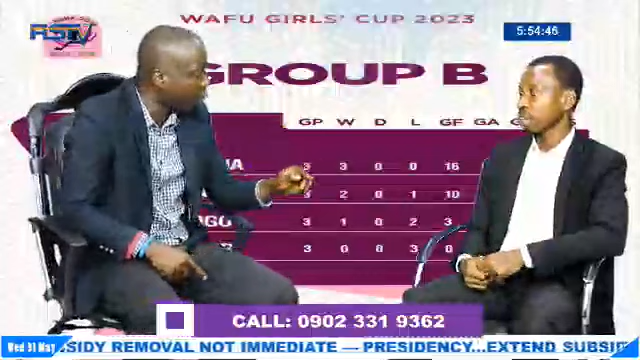 WAFU GIRLS' CUP 2023
5:54:46
GROUP B
GP W D L GF GA
3 3 0 0 16
3 2 0 1 10
3 1 0 2 3
3 0 0 3 0
CALL: 0902 331 9362
Wed 31 May
SIDY REMOVAL NOT IMMEDIATE — PRESIDENCY...EXTEND SUBSID